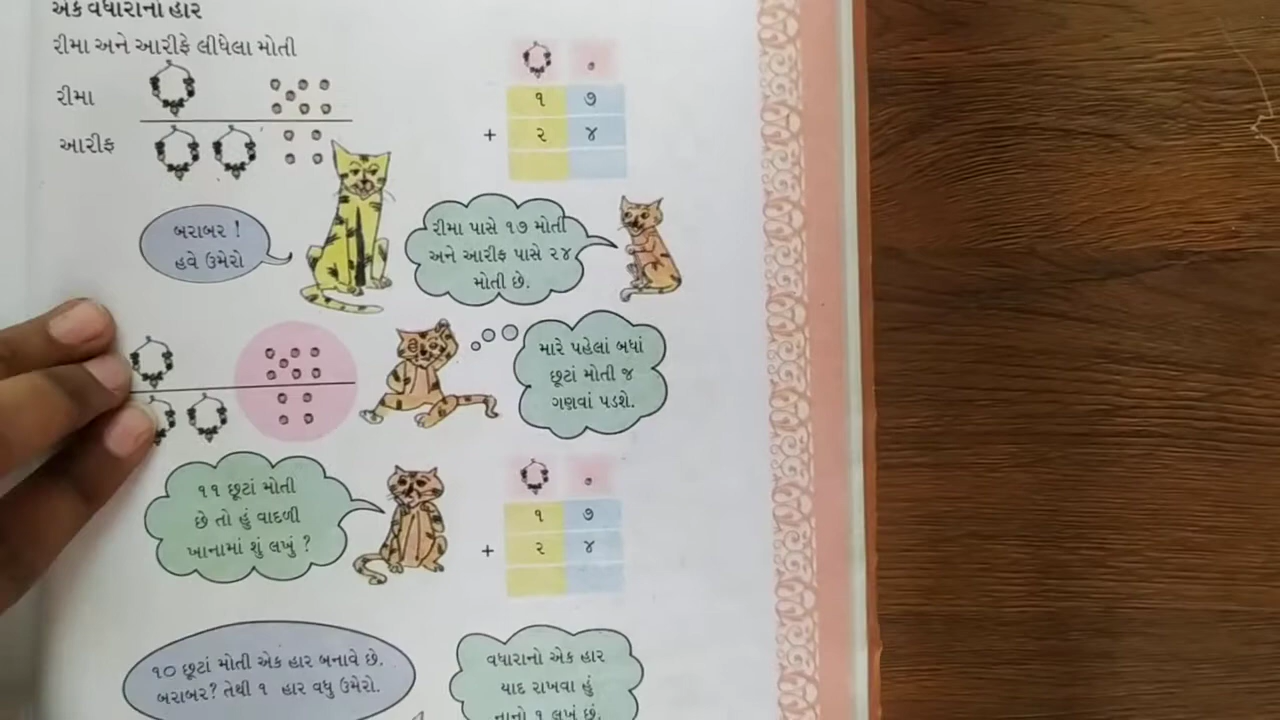 એક વધારાનો હાર
રીમા અને આરીફે લીધેલા મોતી
રીમા
આરીફ
૧ ૭
+ ૨ ૪
બરાબર !
હવે ઉમેરો
રીમા પાસે ૧૭ મોતી
અને આરીફ પાસે ૨૪
મોતી છે.
મારે પહેલાં બધાં
છૂટાં મોતી જ
ગણવાં પડશે.
૧૧ છૂટાં મોતી
છે તો હું વાદળી
ખાનામાં શું લખું ?
૧ ૭
+ ૨ ૪
૧૦ છૂટાં મોતી એક હાર બનાવે છે.
બરાબર? તેથી ૧ હાર વધુ ઉમેરો.
વધારાનો એક હાર
યાદ રાખવા હું
નાનો ૧ લખું છું.